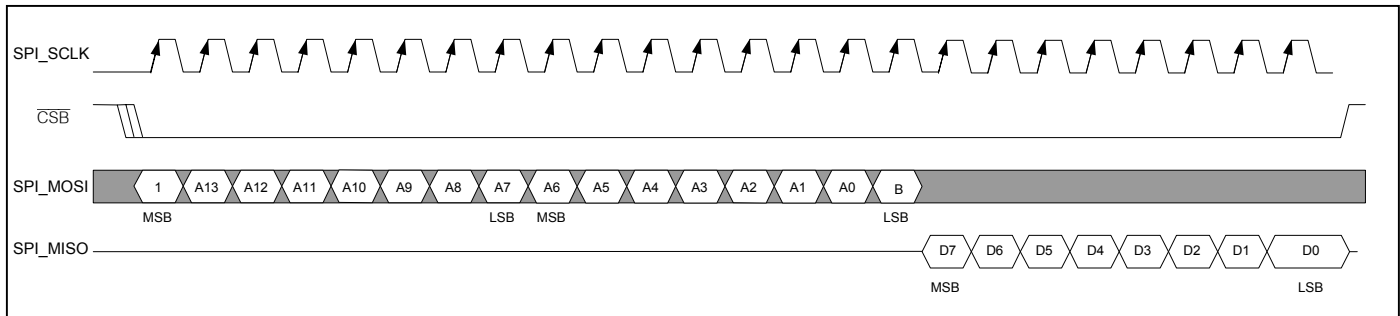 SPI_SCLK
CSB
SPI_MOSI 1 A13 A12 A11 A10 A9 A8 A7 A6 A5 A4 A3 A2 A1 A0 B
MSB LSB MSB LSB
SPI_MISO D7 D6 D5 D4 D3 D2 D1 D0
MSB LSB